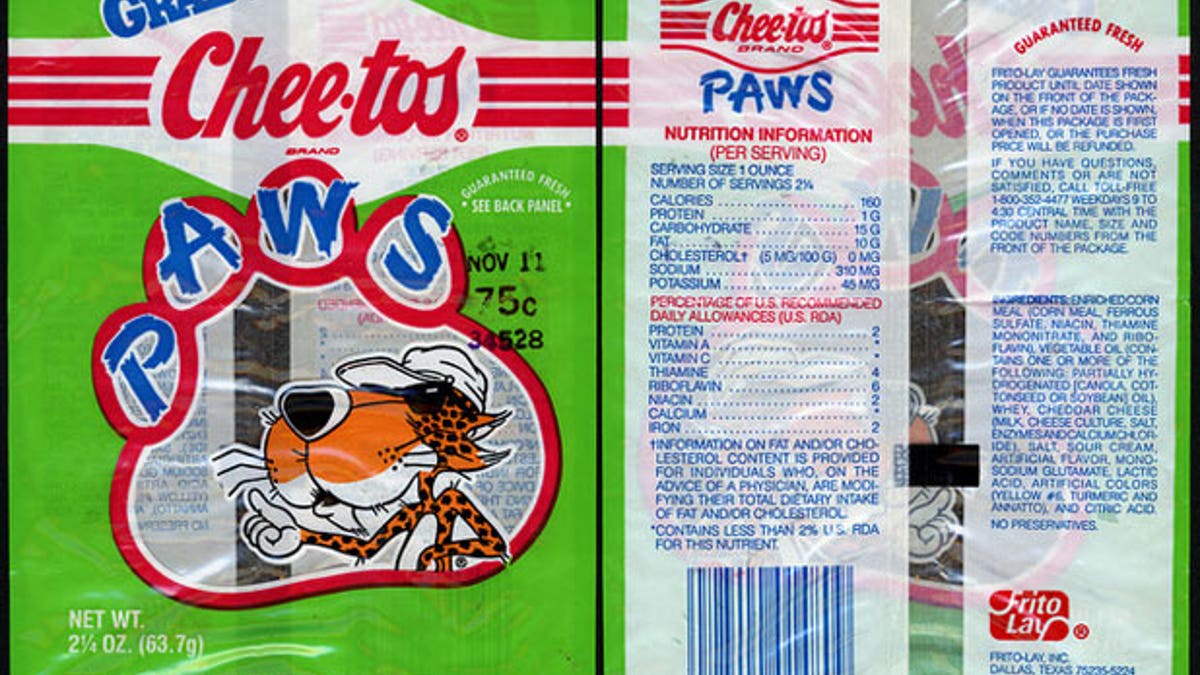 GRA
Chee•tos®
BRAND
PAWS
GUARANTEED FRESH
• SEE BACK PANEL •
NOV 11
75c
34528
®
NET WT.
2¼ OZ. (63.7g)
Chee•tos®
BRAND
PAWS
NUTRITION INFORMATION
(PER SERVING)
SERVING SIZE 1 OUNCE
NUMBER OF SERVINGS 2¼
CALORIES 160
PROTEIN 1 G
CARBOHYDRATE 15 G
FAT 10 G
CHOLESTEROL† (5 MG/100 G) 0 MG
SODIUM 310 MG
POTASSIUM 45 MG
PERCENTAGE OF U.S. RECOMMENDED
DAILY ALLOWANCES (U.S. RDA)
PROTEIN 2
VITAMIN A *
VITAMIN C *
THIAMINE 4
RIBOFLAVIN 6
NIACIN 2
CALCIUM *
IRON 2
†INFORMATION ON FAT AND/OR CHO-
LESTEROL CONTENT IS PROVIDED
FOR INDIVIDUALS WHO, ON THE
ADVICE OF A PHYSICIAN, ARE MODI-
FYING THEIR TOTAL DIETARY INTAKE
OF FAT AND/OR CHOLESTEROL.
*CONTAINS LESS THAN 2% U.S. RDA
FOR THIS NUTRIENT.
GUARANTEED FRESH
FRITO-LAY GUARANTEES FRESH
PRODUCT UNTIL DATE SHOWN
ON THE FRONT OF THE PACK-
AGE, OR IF NO DATE IS SHOWN,
WHEN THIS PACKAGE IS FIRST
OPENED, OR THE PURCHASE
PRICE WILL BE REFUNDED.
IF YOU HAVE QUESTIONS,
COMMENTS OR ARE NOT
SATISFIED, CALL TOLL-FREE
1-800-352-4477 WEEKDAYS 9 TO
4:30 CENTRAL TIME WITH THE
PRODUCT NAME, SIZE AND
CODE NUMBERS FROM THE
FRONT OF THE PACKAGE.
INGREDIENTS: ENRICHED CORN
MEAL (CORN MEAL, FERROUS
SULFATE, NIACIN, THIAMINE
MONONITRATE, AND RIBO-
FLAVIN), VEGETABLE OIL (CON-
TAINS ONE OR MORE OF THE
FOLLOWING: PARTIALLY HY-
DROGENATED [CANOLA, COT-
TONSEED OR SOYBEAN] OIL),
WHEY, CHEDDAR CHEESE
(MILK, CHEESE CULTURE, SALT,
ENZYMES AND CALCIUM CHLOR-
IDE), SALT, SOUR CREAM,
ARTIFICIAL FLAVOR, MONO-
SODIUM GLUTAMATE, LACTIC
ACID, ARTIFICIAL COLORS
(YELLOW #6, TURMERIC AND
ANNATTO), AND CITRIC ACID.
NO PRESERVATIVES.
Frito
Lay®
FRITO-LAY, INC.
DALLAS, TEXAS 75235-5224